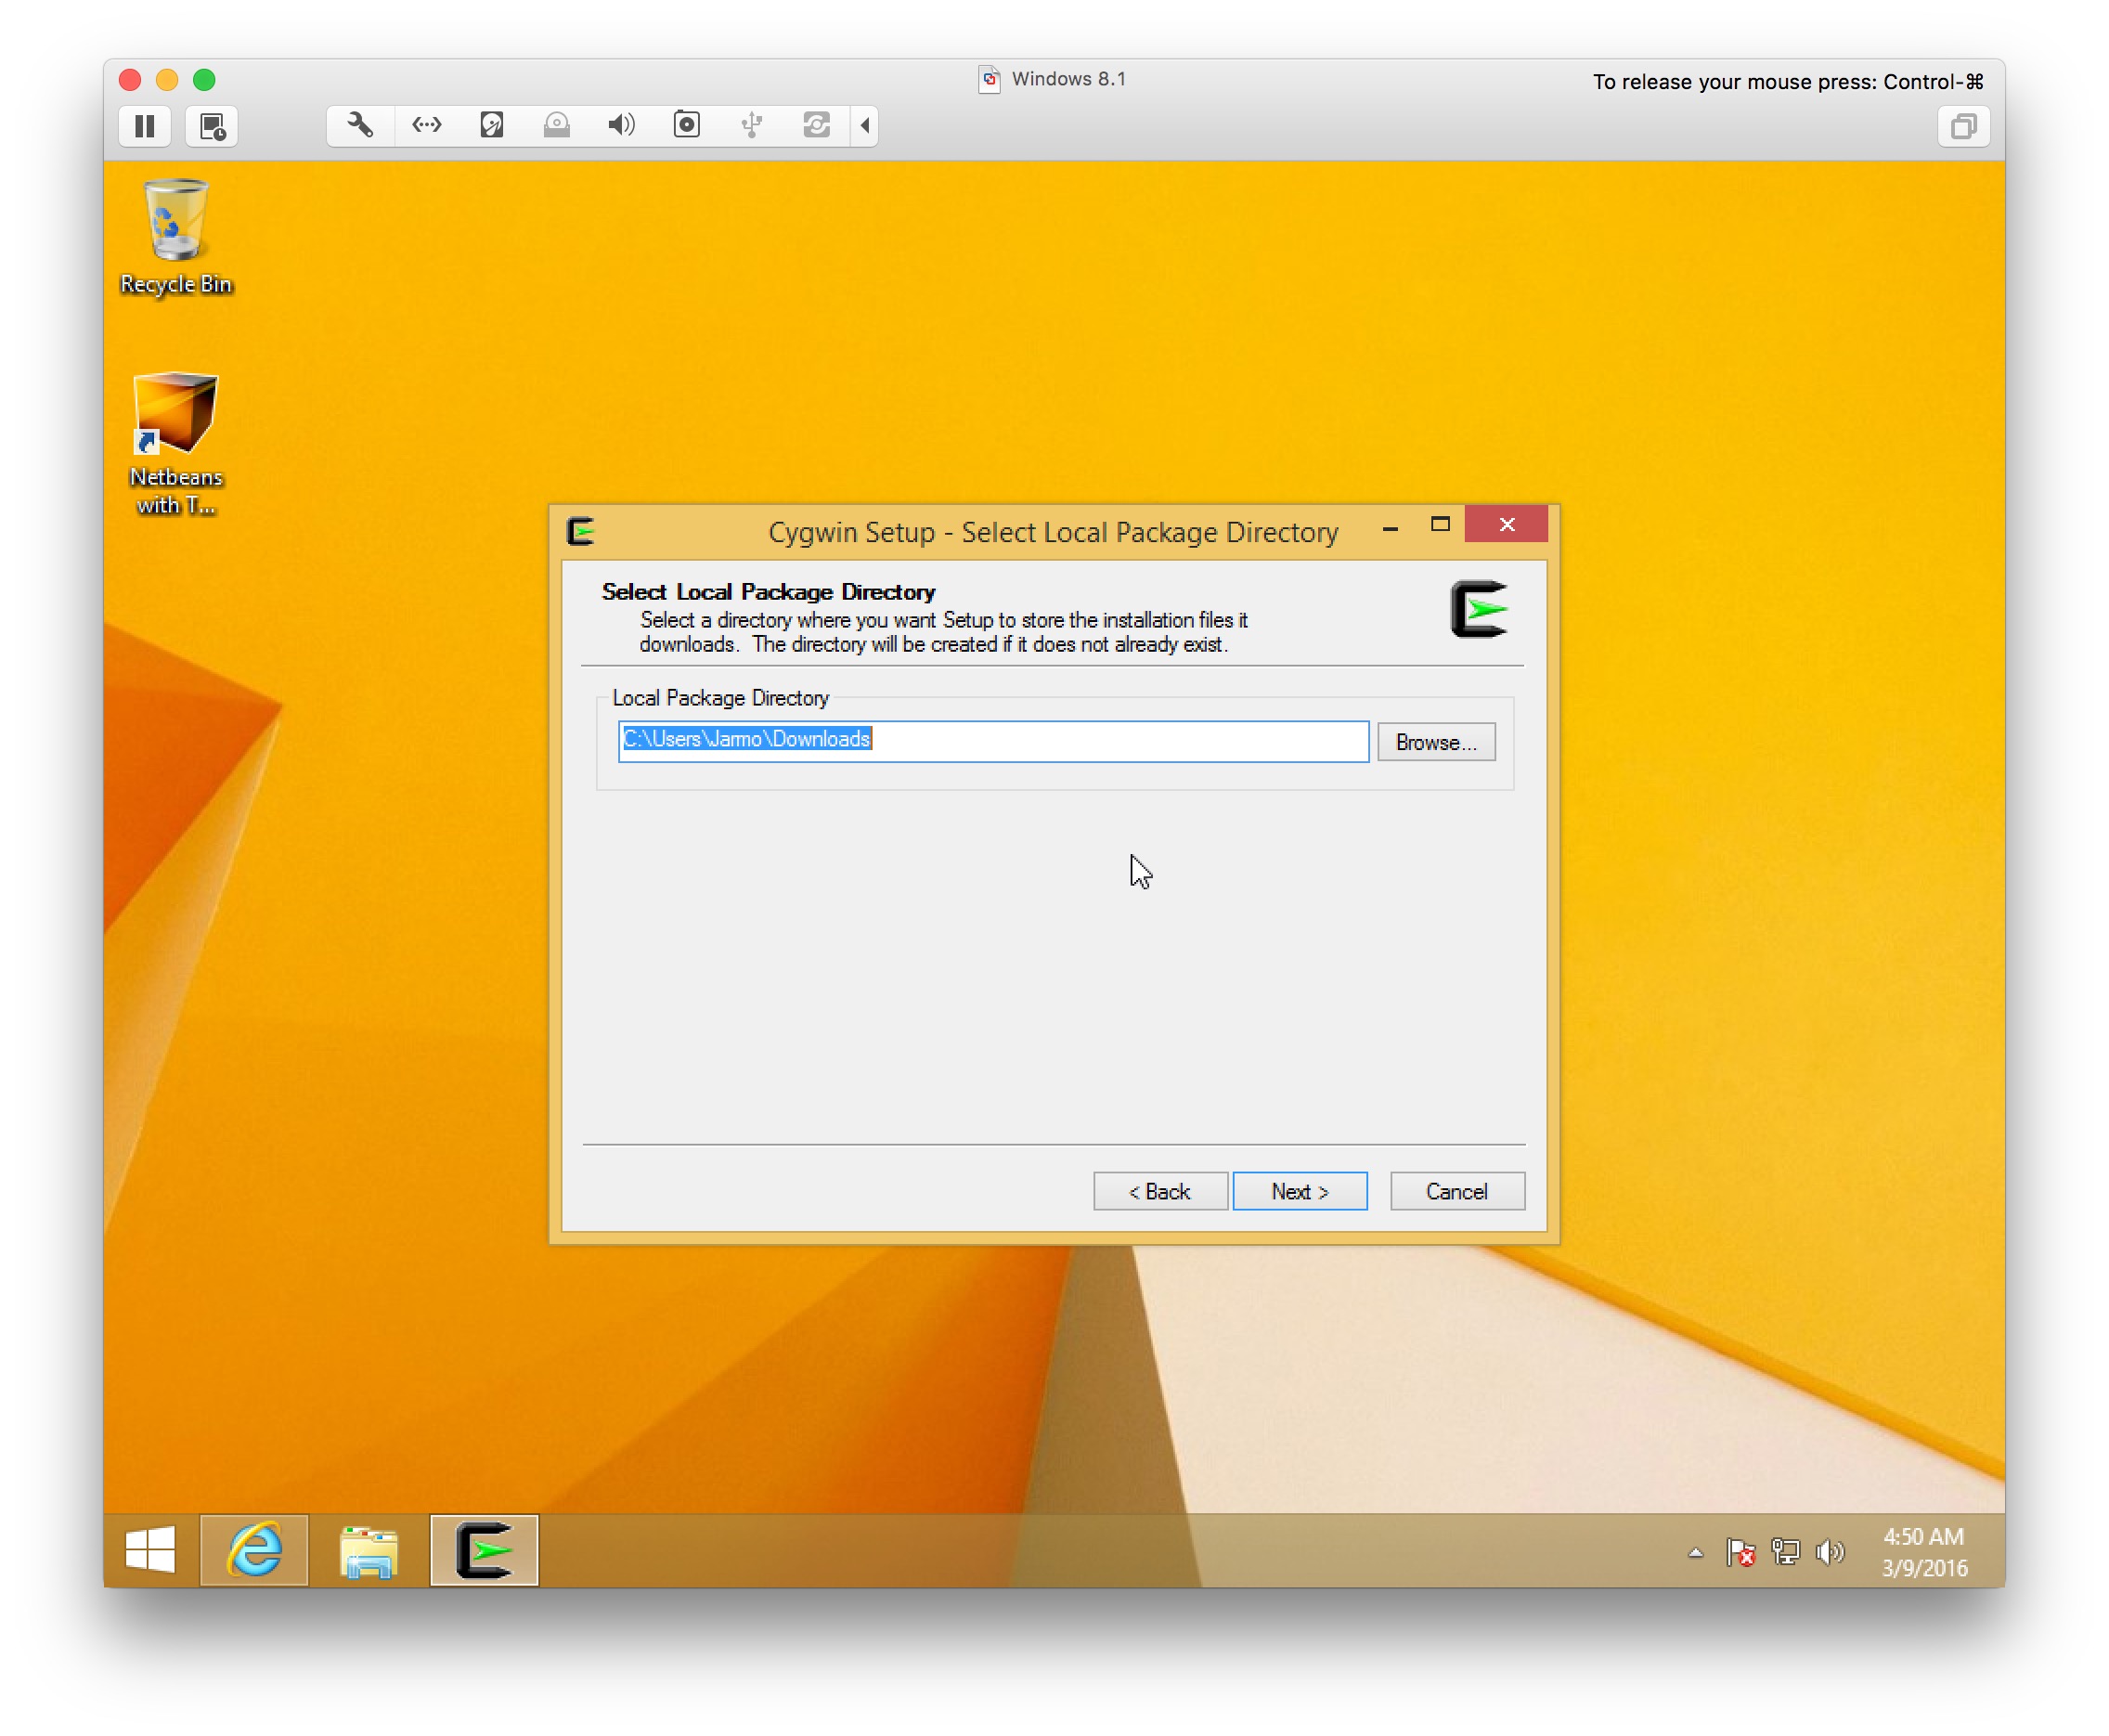 Windows 8.1
To release your mouse press: Control-⌘
Recycle Bin
Netbeans
with T...
Cygwin Setup - Select Local Package Directory
Select Local Package Directory
Select a directory where you want Setup to store the installation files it
downloads. The directory will be created if it does not already exist.
Local Package Directory
C:\Users\Jarmo\Downloads
Browse...
< Back
Next >
Cancel
4:50 AM
3/9/2016